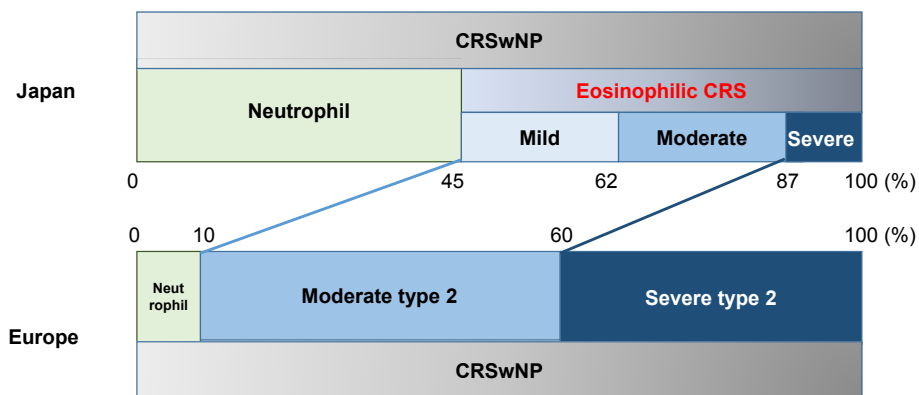 CRSwNP
Japan
Neutrophil
Eosinophilic CRS
Mild
Moderate
Severe
0 45 62 87 100 (%)
0 10 60 100 (%)
Neut
rophil
Moderate type 2
Severe type 2
Europe
CRSwNP